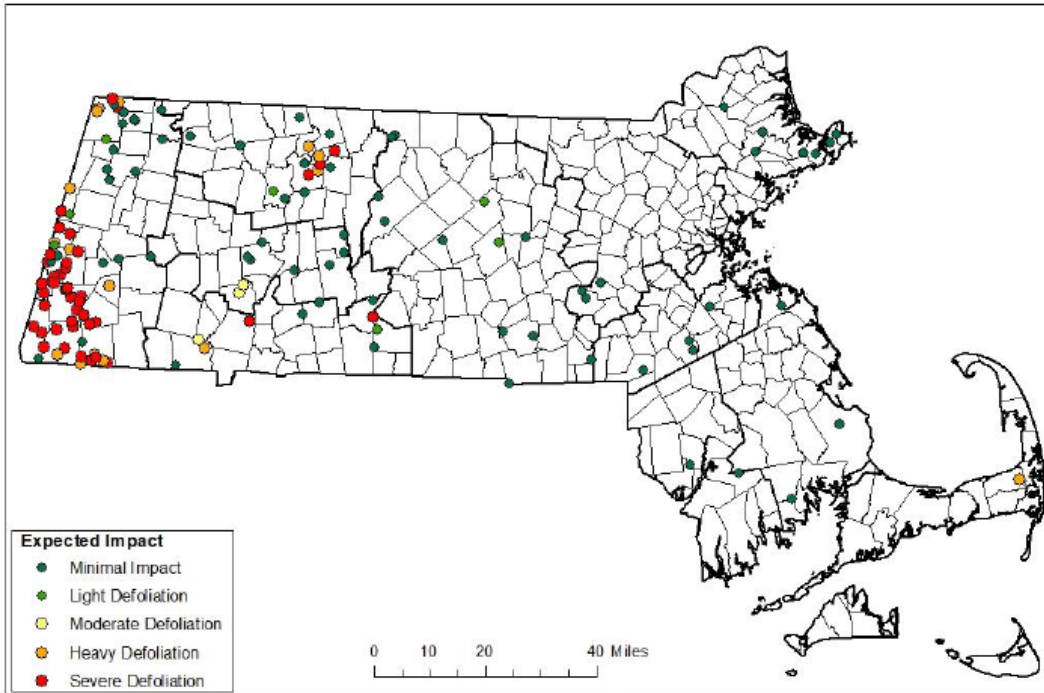 Expected Impact
Minimal Impact
Light Defoliation
Moderate Defoliation
Heavy Defoliation
Severe Defoliation
0 10 20 40 Miles